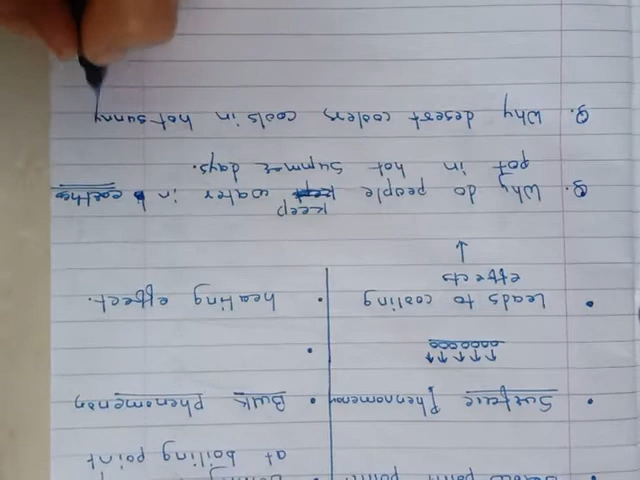 at boiling point
Surface Phenomenon • Bulk Phenomenon
• Leads to cooling effects
• heating effect.
Q. Why do people keep water in earthen
pot in hot summer days.
Q. Why desert coolers cools in hot sunny